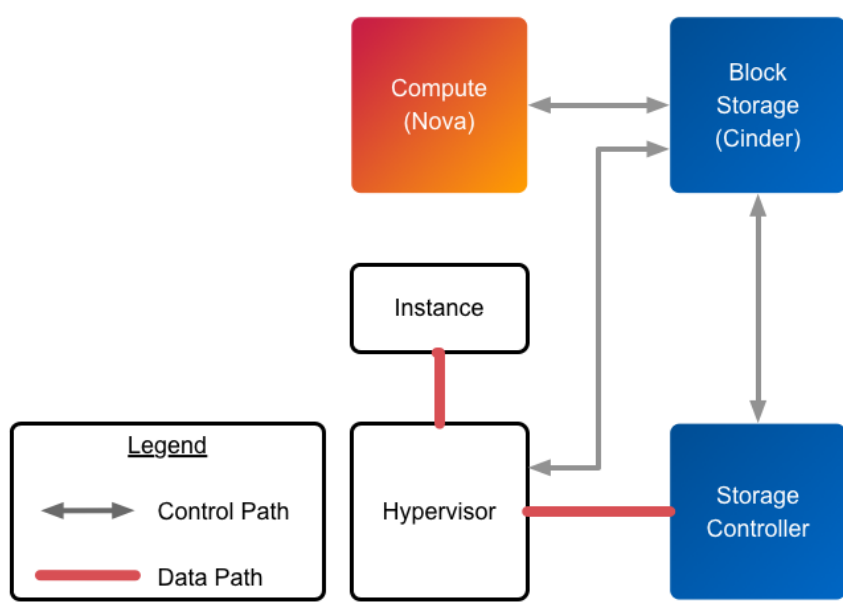 Compute
(Nova)
Block
Storage
(Cinder)
Instance
Legend
Control Path
Data Path
Hypervisor
Storage
Controller